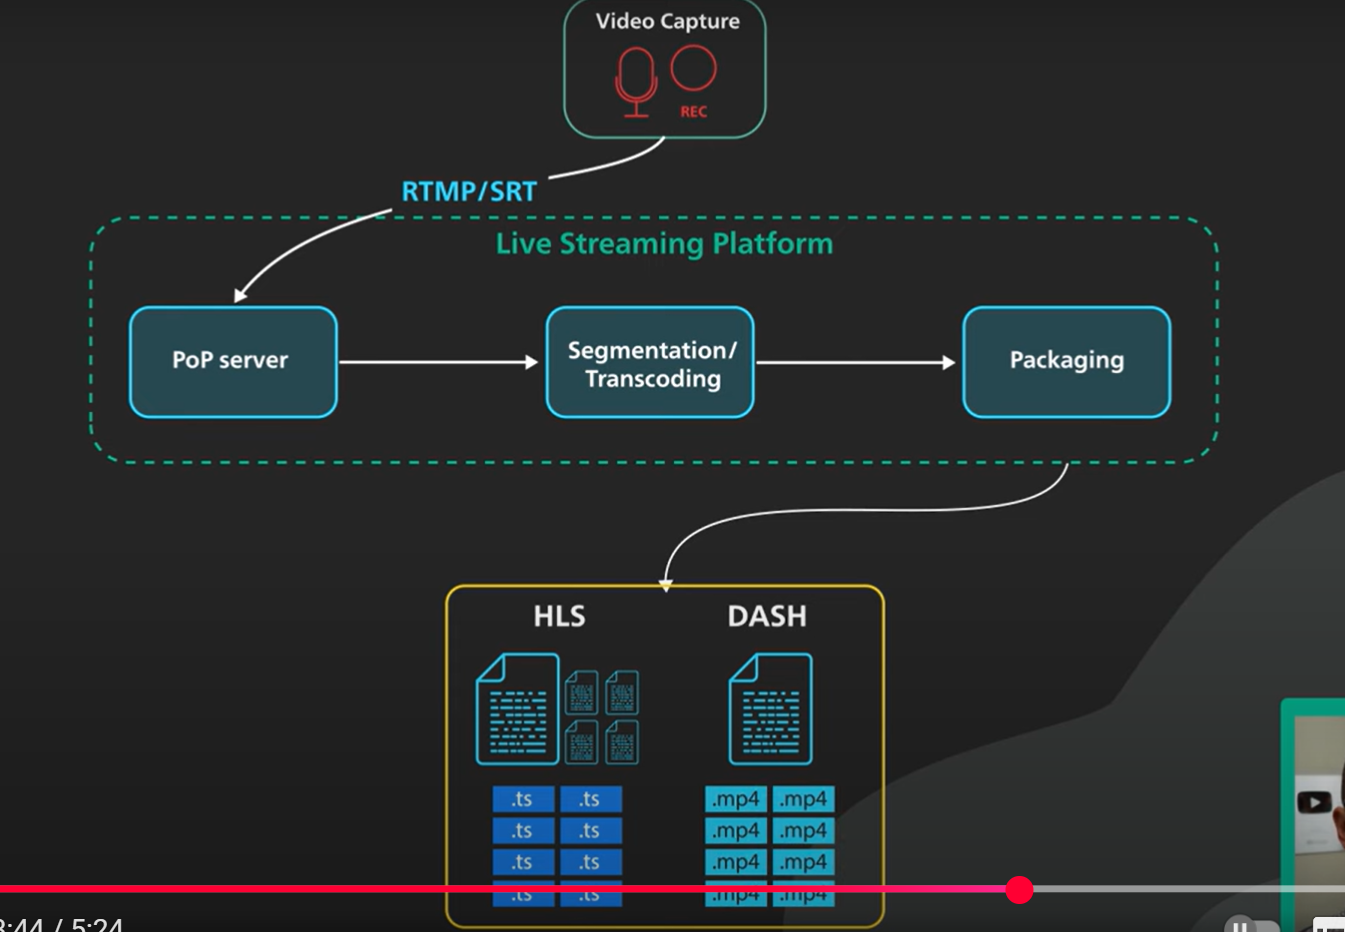 Video Capture
REC
RTMP/SRT
Live Streaming Platform
PoP server
Segmentation/
Transcoding
Packaging
HLS
DASH
.ts .ts
.mp4 .mp4
.ts .ts
.mp4 .mp4
.ts .ts
.mp4 .mp4
.ts .ts
.mp4 .mp4
3:44 / 5:24